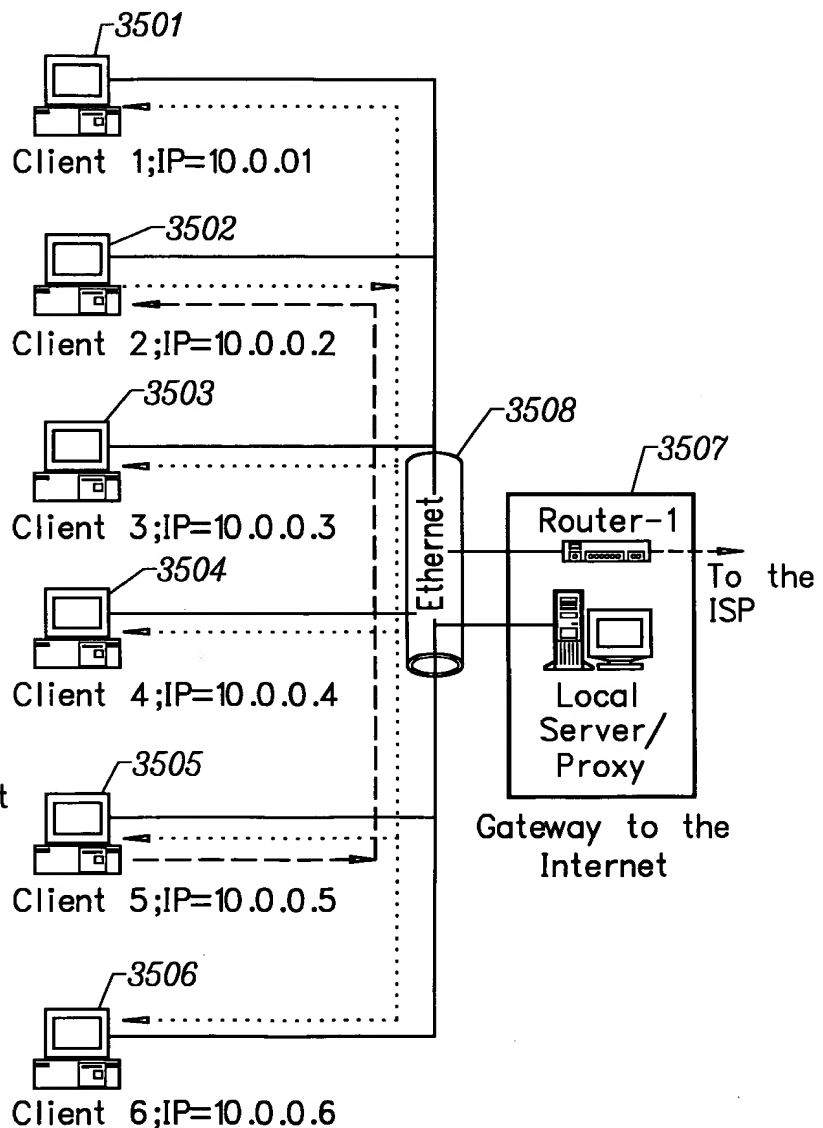 3501
Client 1;IP=10.0.01
3502
Client 2;IP=10.0.0.2
3503
Client 3;IP=10.0.0.3
3504
Client 4;IP=10.0.0.4
3505
t
Client 5;IP=10.0.0.5
3506
Client 6;IP=10.0.0.6
3508
Ethernet
3507
Router-1
To the
ISP
Local
Server/
Proxy
Gateway to the
Internet